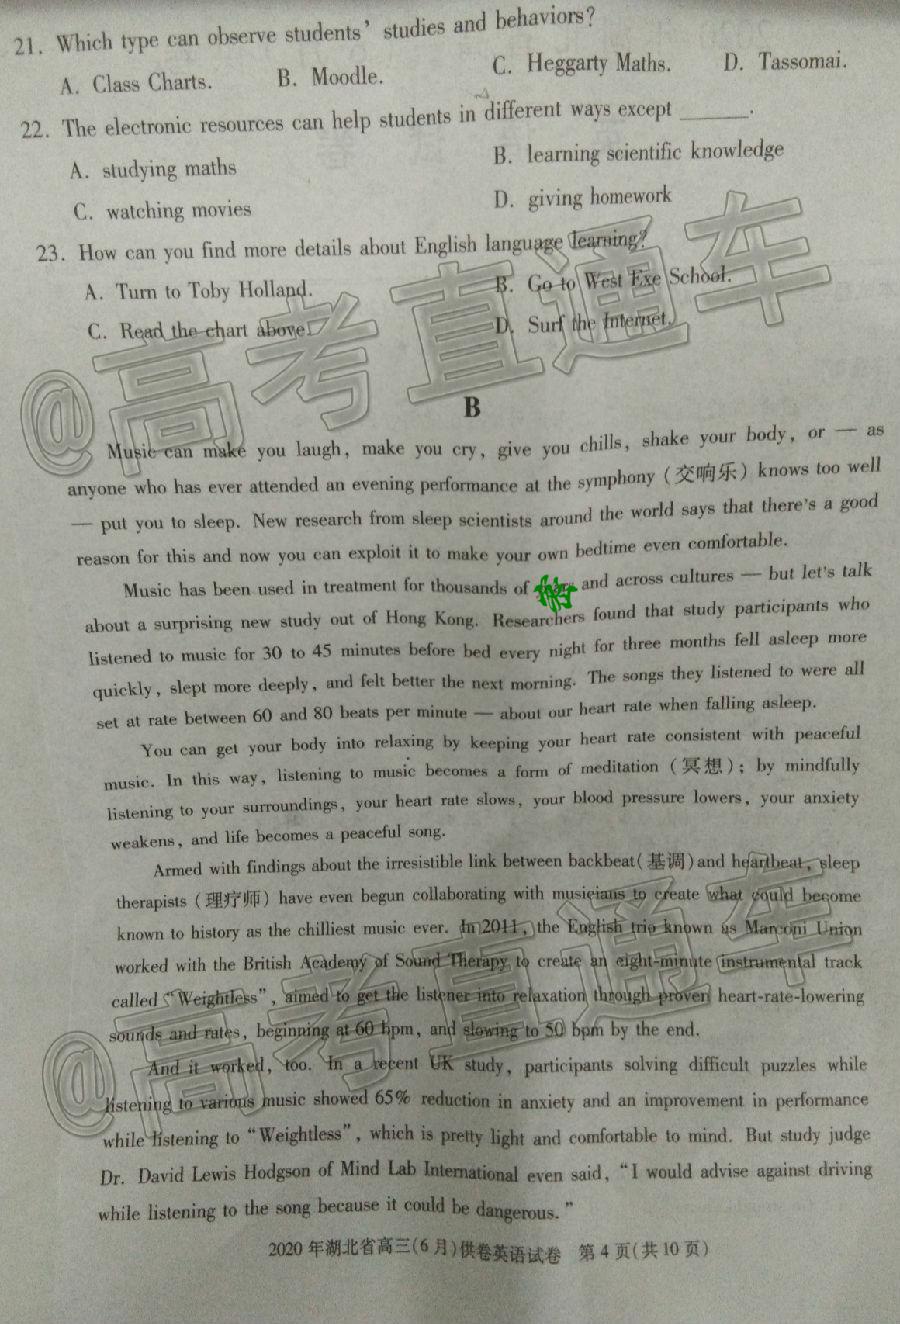 21. Which type can observe students' studies and behaviors?
A. Class Charts. B. Moodle. C. Heggarty Maths. D. Tassomai.
22. The electronic resources can help students in different ways except ______.
A. studying maths B. learning scientific knowledge
C. watching movies D. giving homework
23. How can you find more details about English language learning?
A. Turn to Toby Holland. B. Go to West Exe School.
C. Read the chart above. D. Surf the Internet.
@高考直通车
B
Music can make you laugh, make you cry, give you chills, shake your body, or — as
anyone who has ever attended an evening performance at the symphony (交响乐) knows too well
— put you to sleep. New research from sleep scientists around the world says that there's a good
reason for this and now you can exploit it to make your own bedtime even comfortable.
Music has been used in treatment for thousands of and across cultures — but let's talk
about a surprising new study out of Hong Kong. Researchers found that study participants who
listened to music for 30 to 45 minutes before bed every night for three months fell asleep more
quickly, slept more deeply, and felt better the next morning. The songs they listened to were all
set at rate between 60 and 80 beats per minute — about our heart rate when falling asleep.
You can get your body into relaxing by keeping your heart rate consistent with peaceful
music. In this way, listening to music becomes a form of meditation (冥想); by mindfully
listening to your surroundings, your heart rate slows, your blood pressure lowers, your anxiety
weakens, and life becomes a peaceful song.
Armed with findings about the irresistible link between backbeat(基调)and heartbeat, sleep
therapists (理疗师) have even begun collaborating with musicians to create what could become
known to history as the chilliest music ever. In 2011, the English trio known as Marconi Union
worked with the British Academy of Sound Therapy to create an eight-minute instrumental track
called "Weightless", aimed to get the listener into relaxation through proven heart-rate-lowering
sounds and rates, beginning at 60 bpm, and slowing to 50 bpm by the end.
@高考直通车
And it worked, too. In a recent UK study, participants solving difficult puzzles while
listening to various music showed 65% reduction in anxiety and an improvement in performance
while listening to "Weightless", which is pretty light and comfortable to mind. But study judge
Dr. David Lewis Hodgson of Mind Lab International even said, "I would advise against driving
while listening to the song because it could be dangerous."
2020年湖北省高三(6月)供卷英语试卷 第4页(共10页)